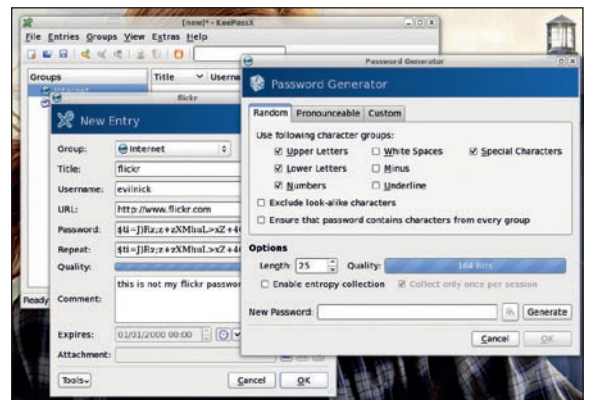 [new]* - KeePassX
File Entries Groups View Extras Help
Groups
Title
Internet
flickr
New Entry
Group: Internet
Title: flickr
Username: evilnick
URL: http://www.flickr.com
Password:
Repeat:
Quality:
this is not my flickr
Comment:
Expires: 01/01/2000 00:00
Attachment:
Tools
Cancel
OK
Ready
Password Generator
Password Generator
Random Pronounceable Custom
Use following character groups:
Upper Letters White Spaces Special Characters
Lower Letters Minus
Numbers Underline
Exclude look-alike characters
Ensure that password contains characters from every group
Options
Length: 25 Quality: 164 Bits
Enable entropy collection Collect only once per session
New Password: Generate
Cancel OK